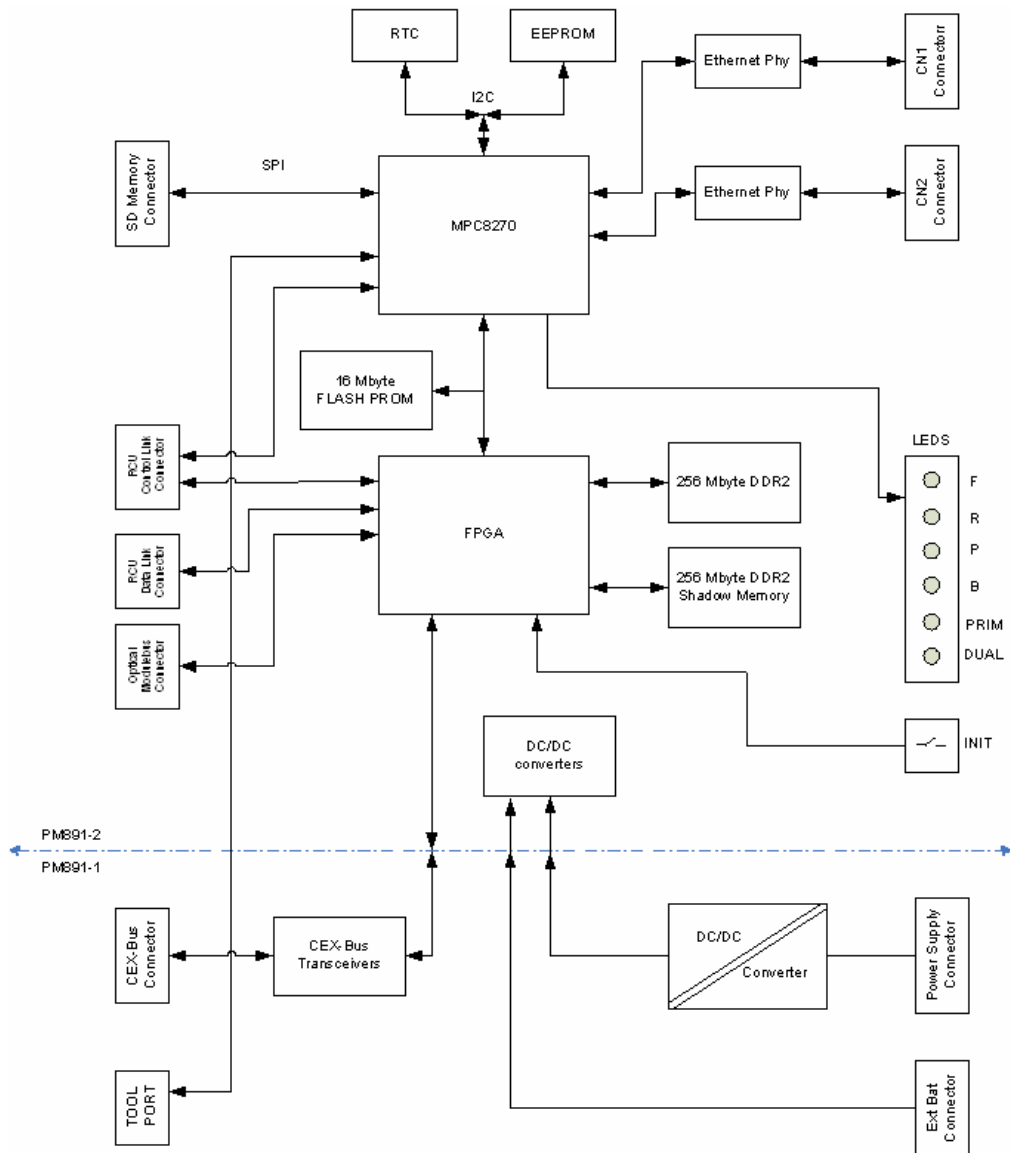 RTC
EEPROM
Ethernet Phy
CN1
Connectorr
I2C
SPI
SD Memory
Connector
MPC8270
Ethernet Phy
CN2
Connector
16 Mbyte
FLASH PROM
LEDS
F
R
P
B
PRIM
DUAL
RCU
Control Link
Connector
FPGA
256 Mbyte DDR2
RCU
Data Link
Connector
256 Mbyte DDR2
Shadow Memory
Optical
Modulebus
Connector
DC/DC
converters
INIT
PM891-2
PM891-1
CEX-Bus
Connector
CEX-Bus
Transceivers
DC/DC
Converter
Power Supply
Connector
TOOL
PORT
Ext Bat
Connector